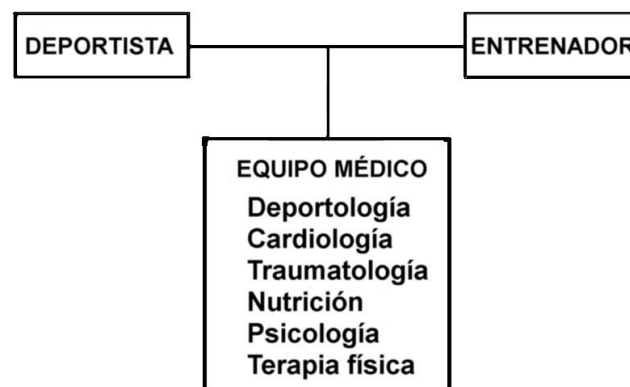 DEPORTISTA
ENTRENADOR
EQUIPO MÉDICO
Deportología
Cardiología
Traumatología
Nutrición
Psicología
Terapia física